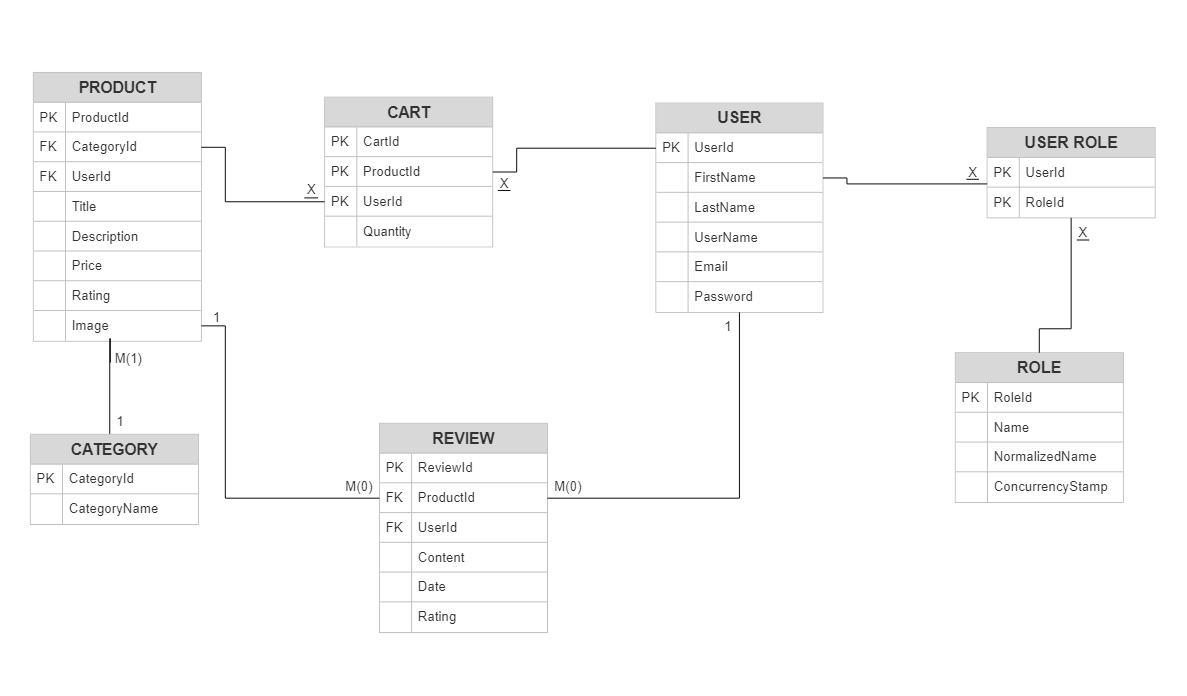 PRODUCT
PK ProductId
FK CategoryId
FK UserId
Title
Description
Price
Rating
Image
CART
PK CartId
PK ProductId
PK UserId
Quantity
USER
PK UserId
FirstName
LastName
UserName
Email
Password
USER ROLE
PK UserId
PK RoleId
X
X
X
X
1
M(1)
1
1
M(0)
M(0)
CATEGORY
PK CategoryId
CategoryName
REVIEW
PK ReviewId
FK ProductId
FK UserId
Content
Date
Rating
ROLE
PK RoleId
Name
NormalizedName
ConcurrencyStamp